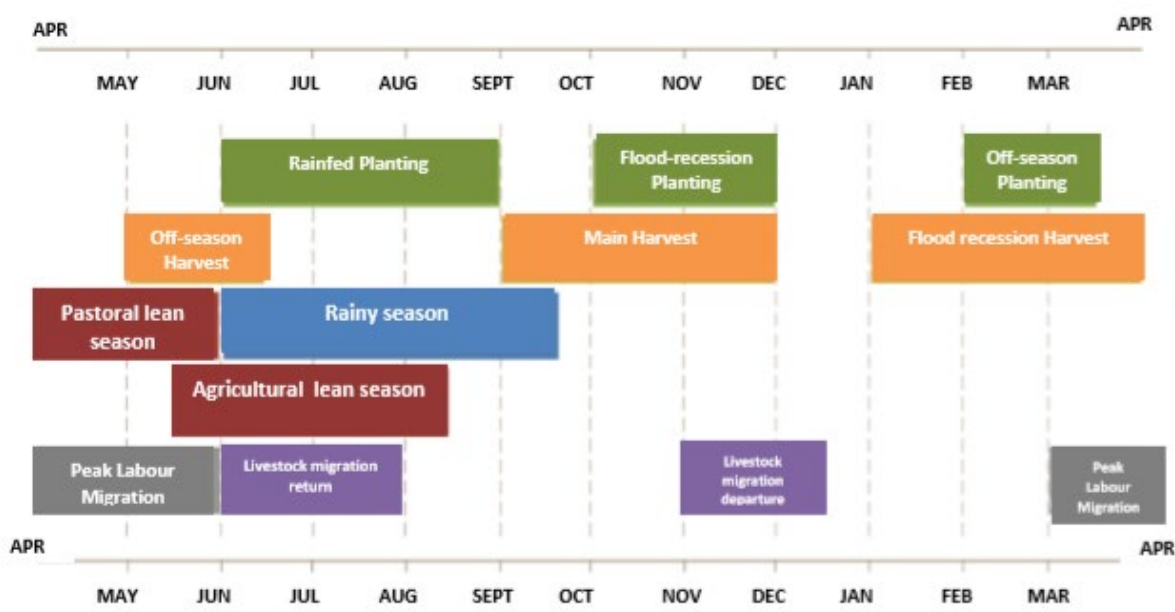 APR
APR
MAY JUN JUL AUG SEPT OCT NOV DEC JAN FEB MAR
Rainfed Planting
Flood-recession
Planting
Off-season
Planting
Off-season
Harvest
Main Harvest
Flood recession Harvest
Pastoral lean
season
Rainy season
Agricultural lean season
Peak Labour
Migration
Livestock migration
return
Livestock
migration
departure
Peak
Labour
Migration
APR
APR
MAY JUN JUL AUG SEPT OCT NOV DEC JAN FEB MAR